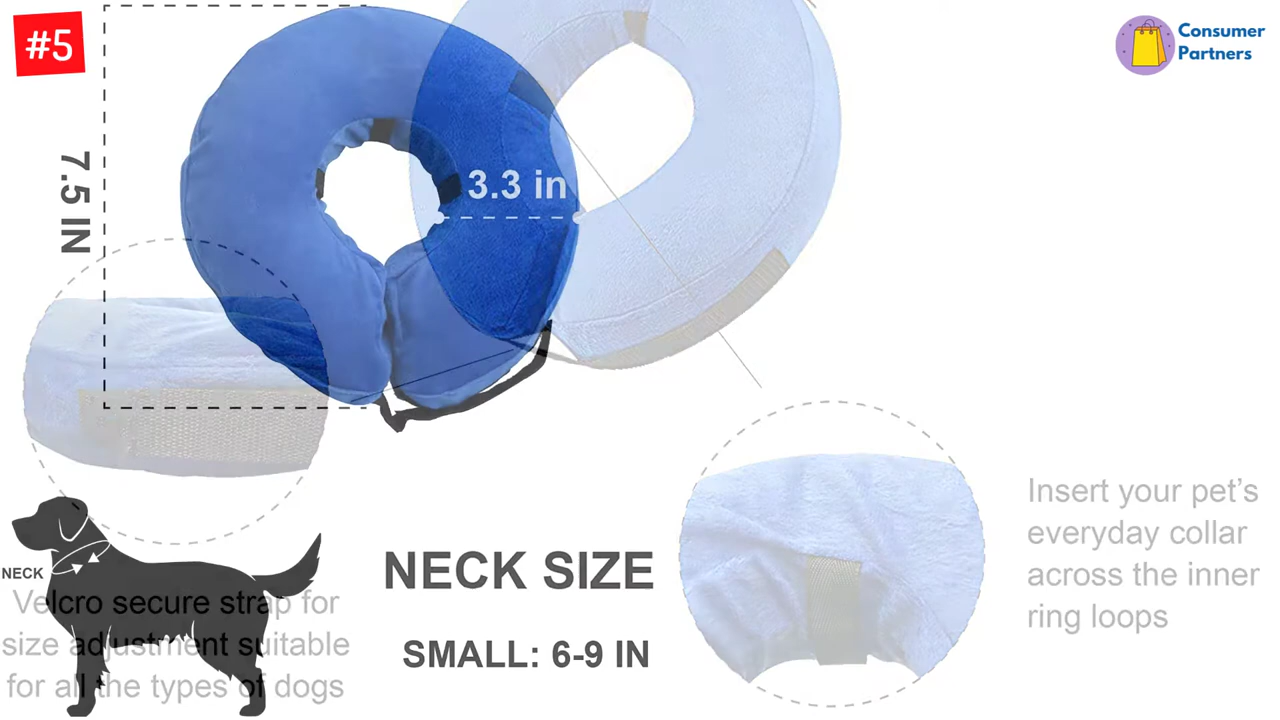 #5
Consumer
Partners
7.5 IN
3.3 in
Insert your pet's
everyday collar
across the inner
ring loops
NECK SIZE
SMALL: 6-9 IN
NECK
Velcro secure strap for
size adjustment suitable
for all the types of dogs